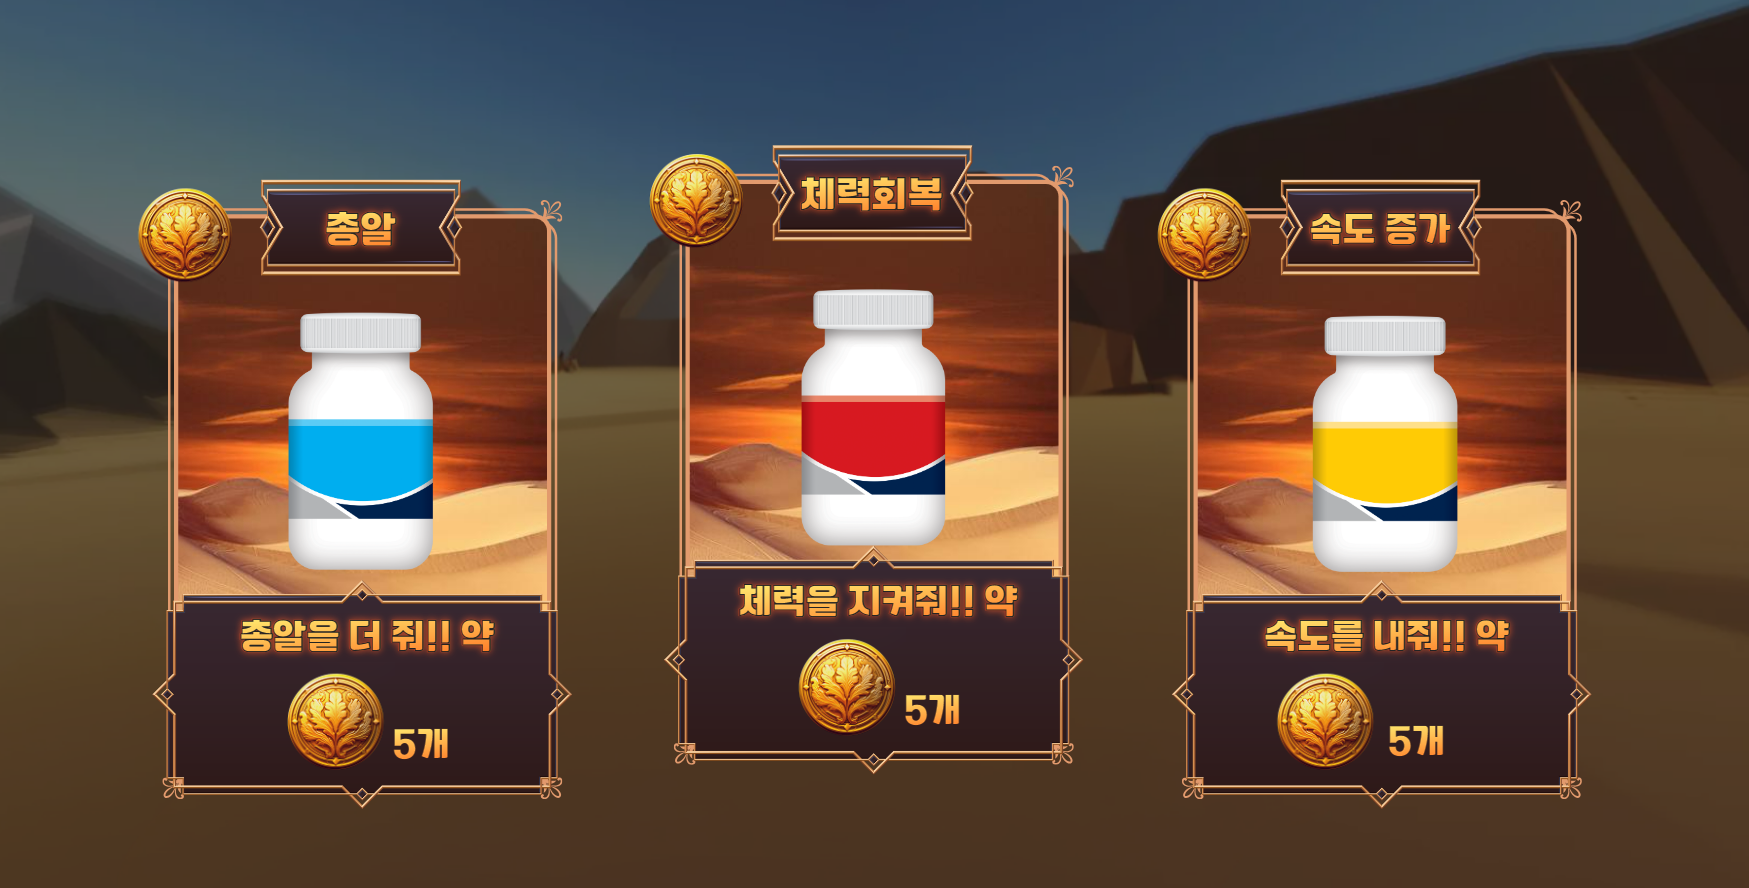 총알
총알을 더 줘!! 약
5개
체력회복
체력을 지켜줘!! 약
5개
속도 증가
속도를 내줘!! 약
5개